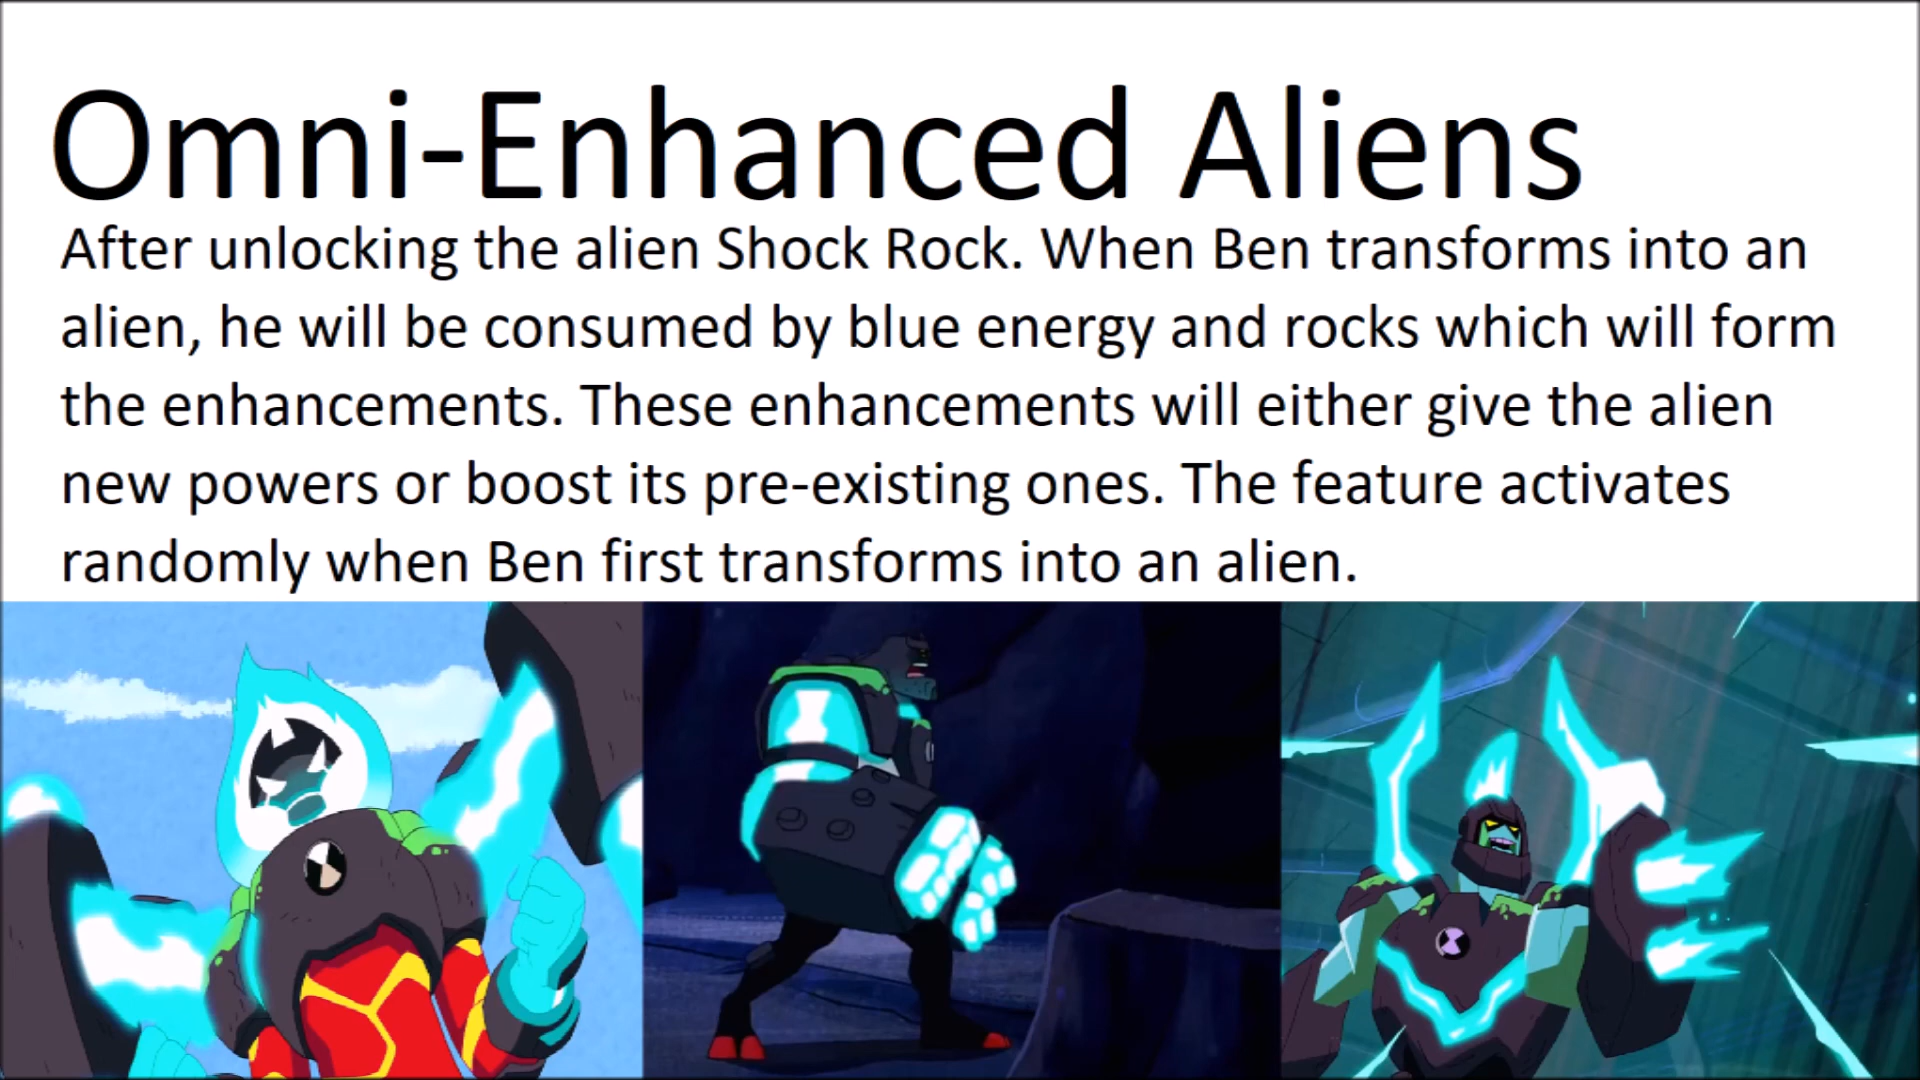 Omni-Enhanced Aliens
After unlocking the alien Shock Rock. When Ben transforms into an
alien, he will be consumed by blue energy and rocks which will form
the enhancements. These enhancements will either give the alien
new powers or boost its pre-existing ones. The feature activates
randomly when Ben first transforms into an alien.